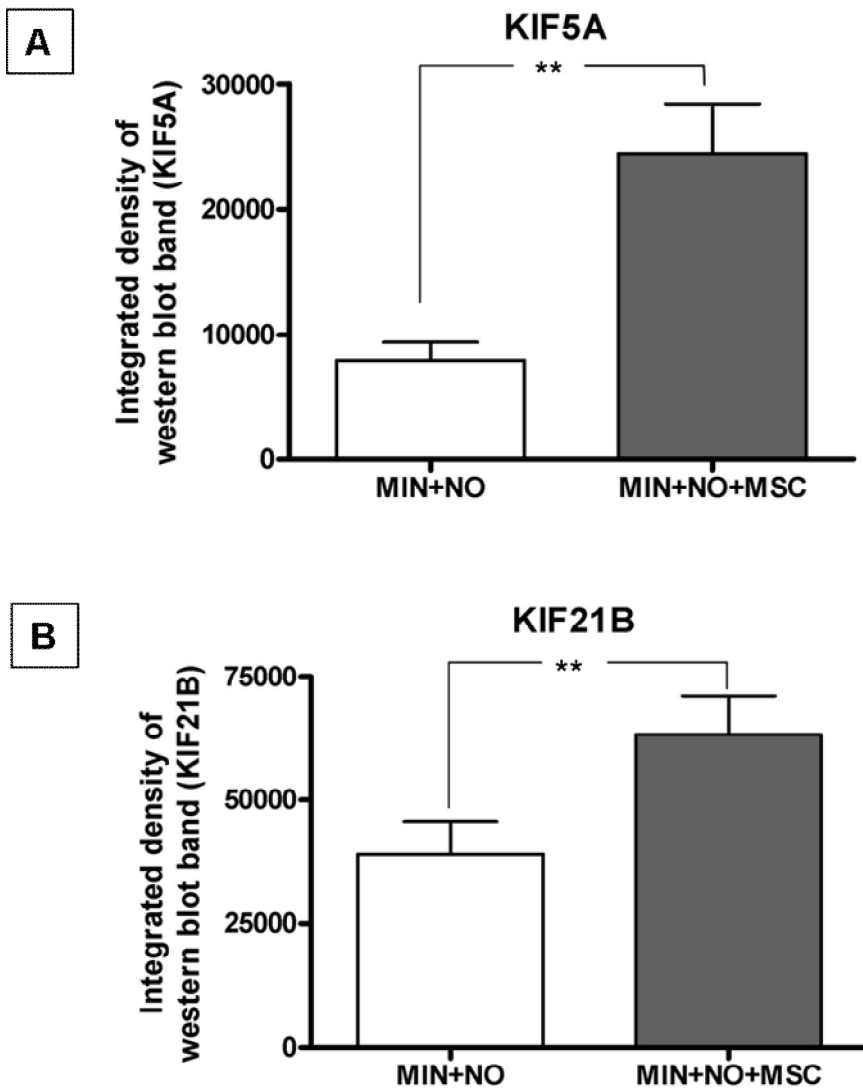 A
KIF5A
**
Integrated density of
western blot band (KIF5A)
30000
20000
10000
0
MIN+NO
MIN+NO+MSC
B
KIF21B
**
Integrated density of
western blot band (KIF21B)
75000
50000
25000
0
MIN+NO
MIN+NO+MSC